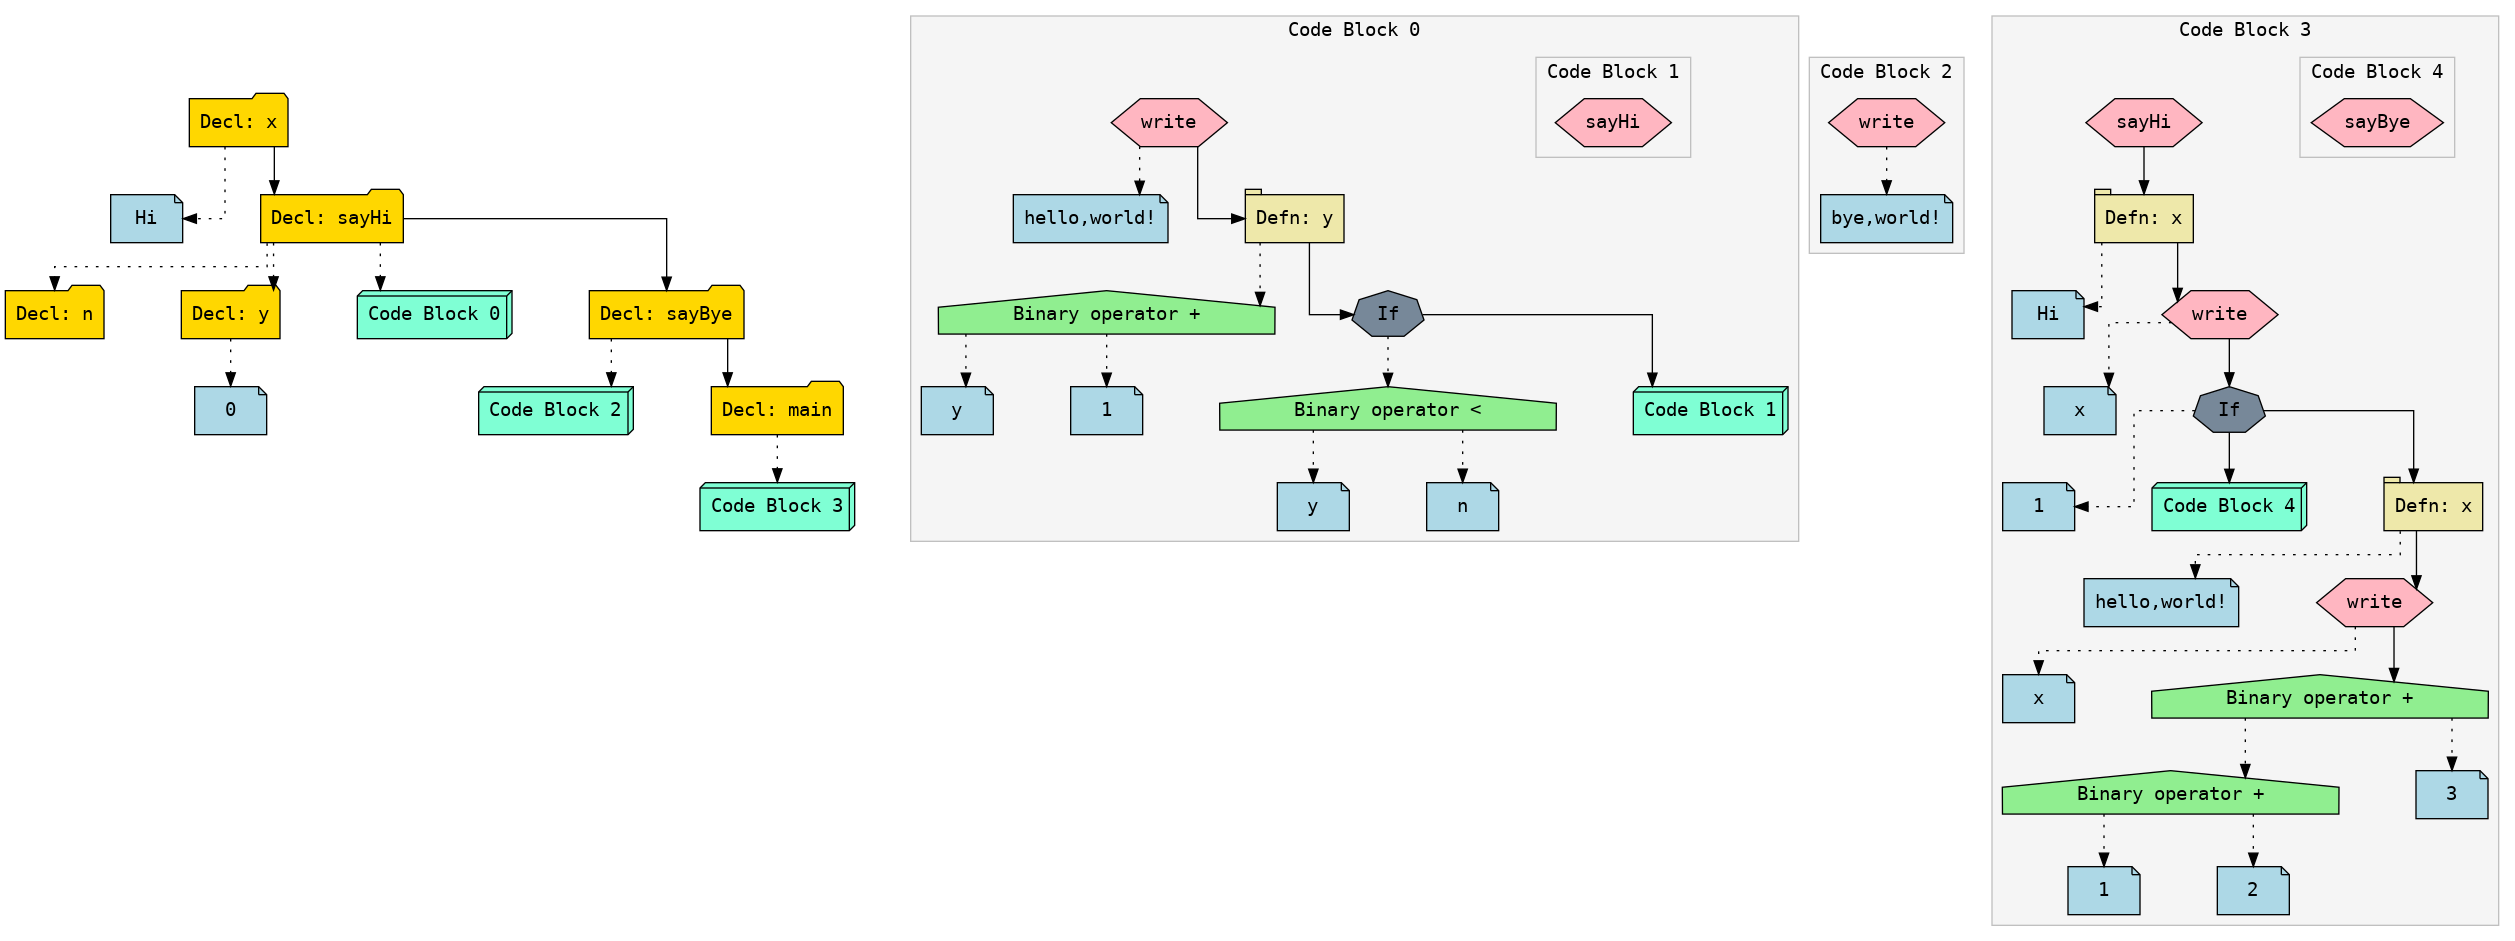 Decl: x
Hi
Decl: sayHi
Decl: n
Decl: y
Code Block 0
Decl: sayBye
0
Code Block 2
Decl: main
Code Block 3
Code Block 0
Code Block 1
write
sayHi
hello,world!
Defn: y
Binary operator +
If
y
1
Binary operator <
Code Block 1
y
n
Code Block 2
write
bye,world!
Code Block 3
Code Block 4
sayHi
sayBye
Defn: x
Hi
write
x
If
1
Code Block 4
Defn: x
hello,world!
write
x
Binary operator +
Binary operator +
3
1
2